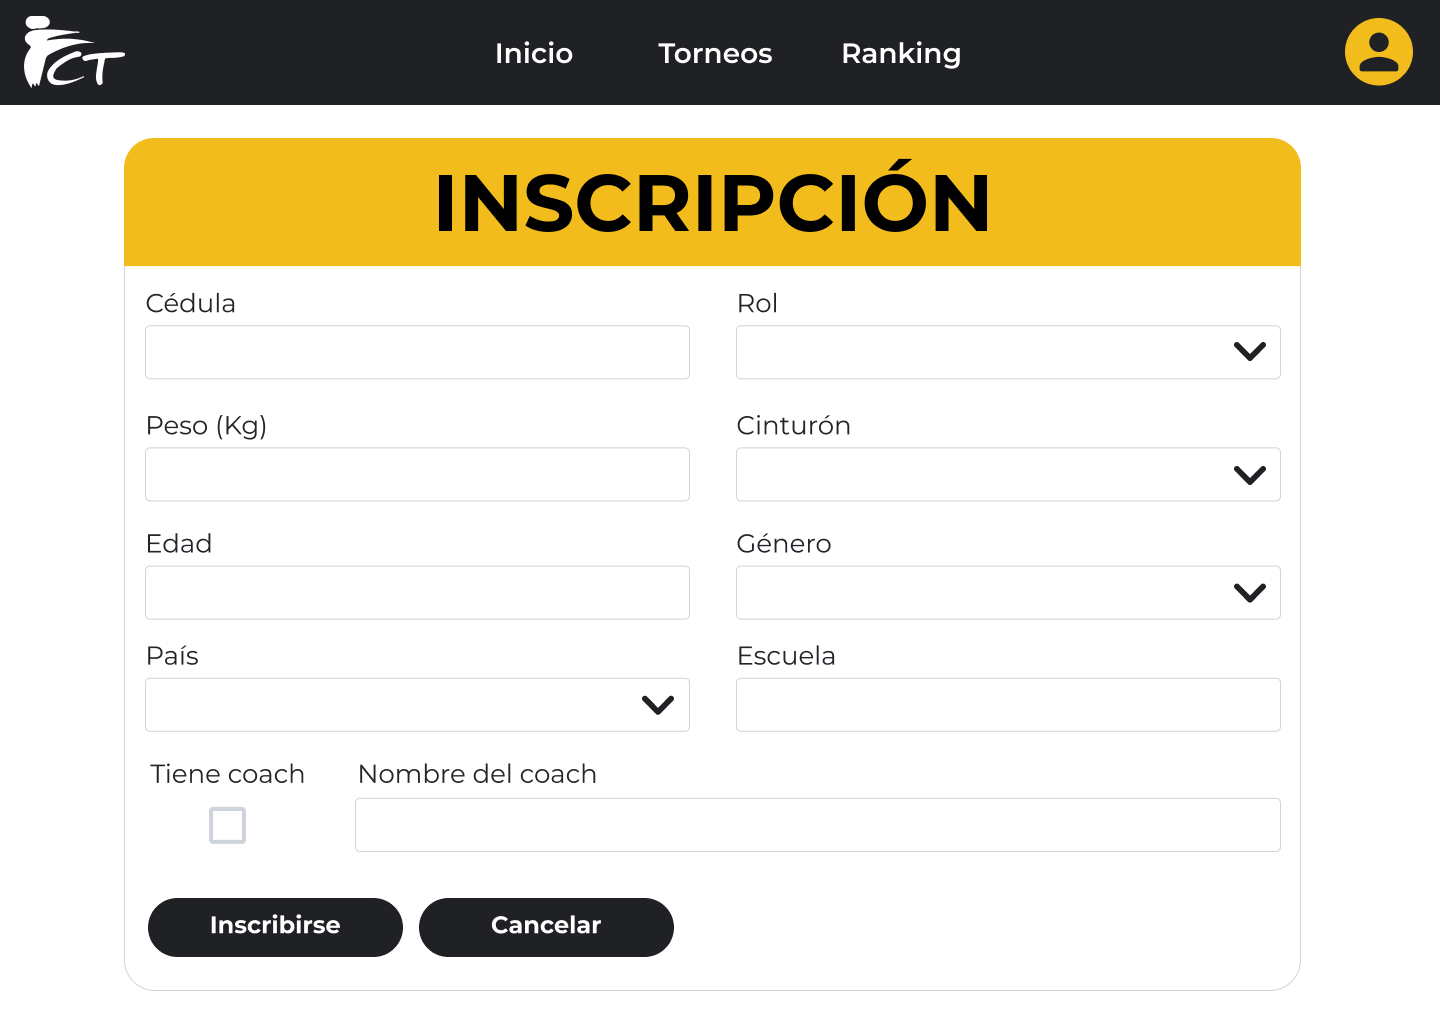 CT
Inicio Torneos Ranking
INSCRIPCIÓN
Cédula Rol
Peso (Kg) Cinturón
Edad Género
País Escuela
Tiene coach Nombre del coach
Inscribirse Cancelar